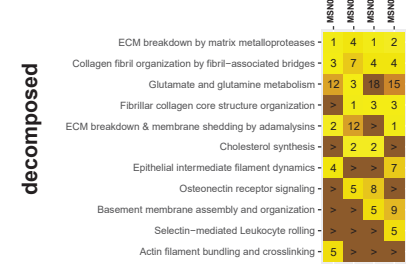 MSN0 MSN0 MSN0 MSN0
decomposed
ECM breakdown by matrix metalloproteases 1 4 1 2
Collagen fibril organization by fibril−associated bridges 3 7 4 4
Glutamate and glutamine metabolism 12 3 18 15
Fibrillar collagen core structure organization > 1 3 3
ECM breakdown & membrane shedding by adamalysins 2 12 > 1
Cholesterol synthesis > 2 2 >
Epithelial intermediate filament dynamics 4 > > 7
Osteonectin receptor signaling > 5 8 >
Basement membrane assembly and organization > > 5 9
Selectin−mediated Leukocyte rolling > > > 5
Actin filament bundling and crosslinking 5 > > >